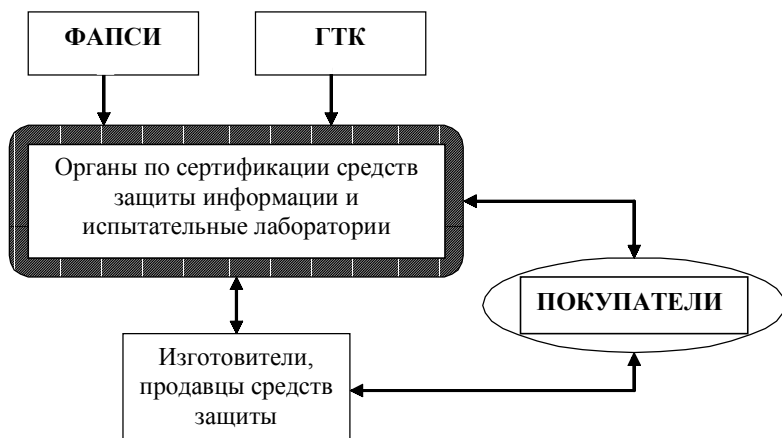 ФАПСИ
ГТК
Органы по сертификации средств
защиты информации и
испытательные лаборатории
ПОКУПАТЕЛИ
Изготовители,
продавцы средств
защиты